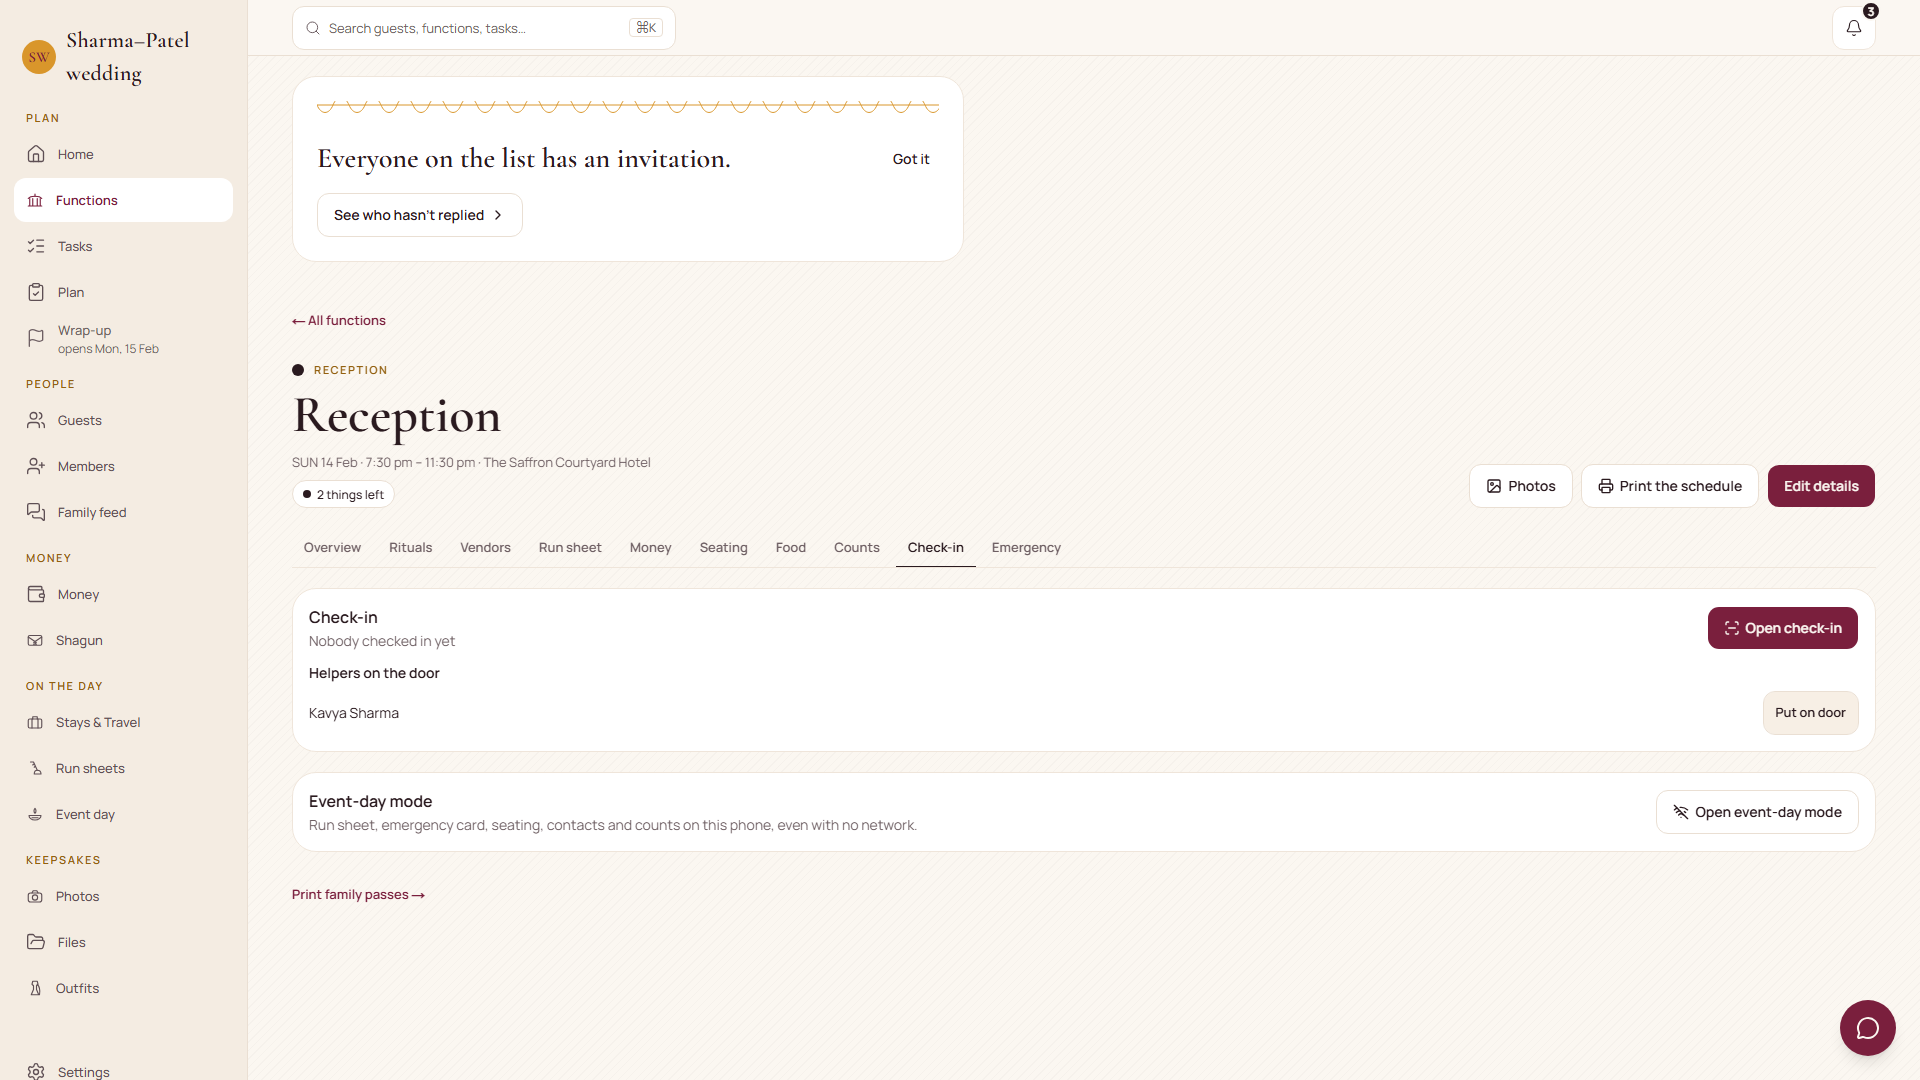 SW
Sharma–Patel
wedding
PLAN
Home
Functions
Tasks
Plan
Wrap-up
opens Mon, 15 Feb
PEOPLE
Guests
Members
Family feed
MONEY
Money
Shagun
ON THE DAY
Stays & Travel
Run sheets
Event day
KEEPSAKES
Photos
Files
Outfits
Settings
Search guests, functions, tasks...
⌘K
3
Everyone on the list has an invitation.
Got it
See who hasn't replied
← All functions
RECEPTION
Reception
SUN 14 Feb · 7:30 pm – 11:30 pm · The Saffron Courtyard Hotel
2 things left
Photos
Print the schedule
Edit details
Overview
Rituals
Vendors
Run sheet
Money
Seating
Food
Counts
Check-in
Emergency
Check-in
Nobody checked in yet
Open check-in
Helpers on the door
Kavya Sharma
Put on door
Event-day mode
Run sheet, emergency card, seating, contacts and counts on this phone, even with no network.
Open event-day mode
Print family passes →